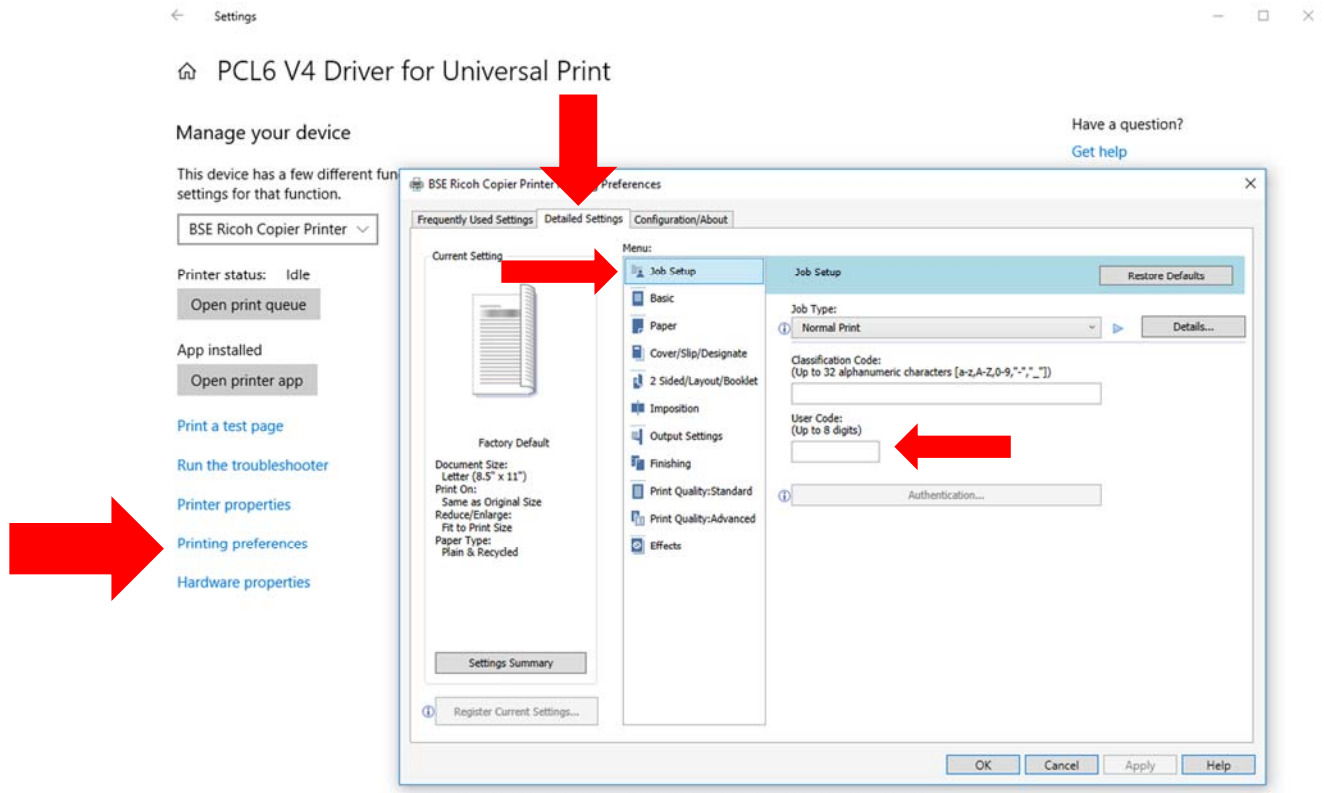 Settings
PCL6 V4 Driver for Universal Print
Manage your device
This device has a few different fun
settings for that function.
BSE Ricoh Copier Printer
Printer status: Idle
Open print queue
App installed
Open printer app
Print a test page
Run the troubleshooter
Printer properties
Printing preferences
Hardware properties
Have a question?
Get help
BSE Ricoh Copier Printer Preferences
Frequently Used Settings
Detailed Settings
Configuration/About
Current Setting
Factory Default
Document Size:
Letter (8.5" x 11")
Print On:
Same as Original Size
Reduce/Enlarge:
Fit to Print Size
Paper Type:
Plain & Recycled
Settings Summary
Register Current Settings...
Menu:
Job Setup
Basic
Paper
Cover/Slip/Designate
2 Sided/Layout/Booklet
Imposition
Output Settings
Finishing
Print Quality:Standard
Print Quality:Advanced
Effects
Job Setup
Restore Defaults
Job Type:
Normal Print
Details...
Classification Code:
(Up to 32 alphanumeric characters [a-z,A-Z,0-9,"-","_"])
User Code:
(Up to 8 digits)
Authentication...
OK
Cancel
Apply
Help